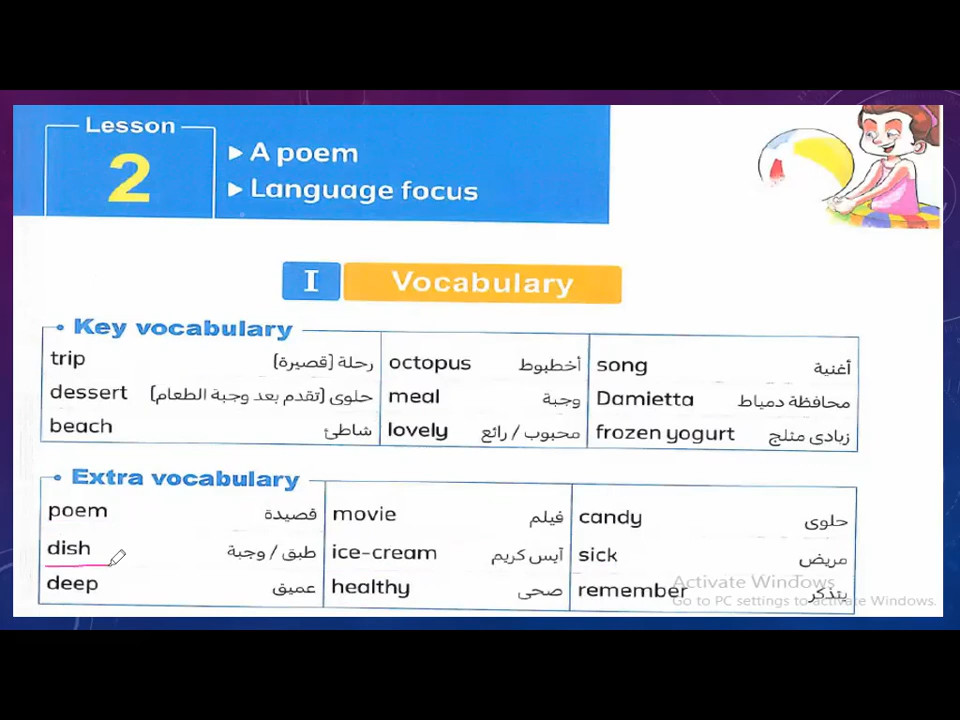 Lesson
2
▸ A poem
▸ Language focus
I Vocabulary
Key vocabulary
trip رحلة (قصيرة) octopus أخطبوط song أغنية
dessert حلوى (تقدم بعد وجبة الطعام) meal وجبة Damietta محافظة دمياط
beach شاطئ lovely محبوب / رائع frozen yogurt زبادى مثلج
Extra vocabulary
poem قصيدة movie فيلم candy حلوى
dish طبق / وجبة ice-cream آيس كريم sick مريض
deep عميق healthy صحى remember يتذكر
Activate Windows
Go to PC settings to activate Windows.